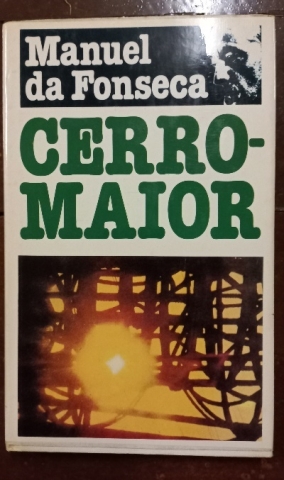 Manuel
da Fonseca
CERRO-
MAIOR